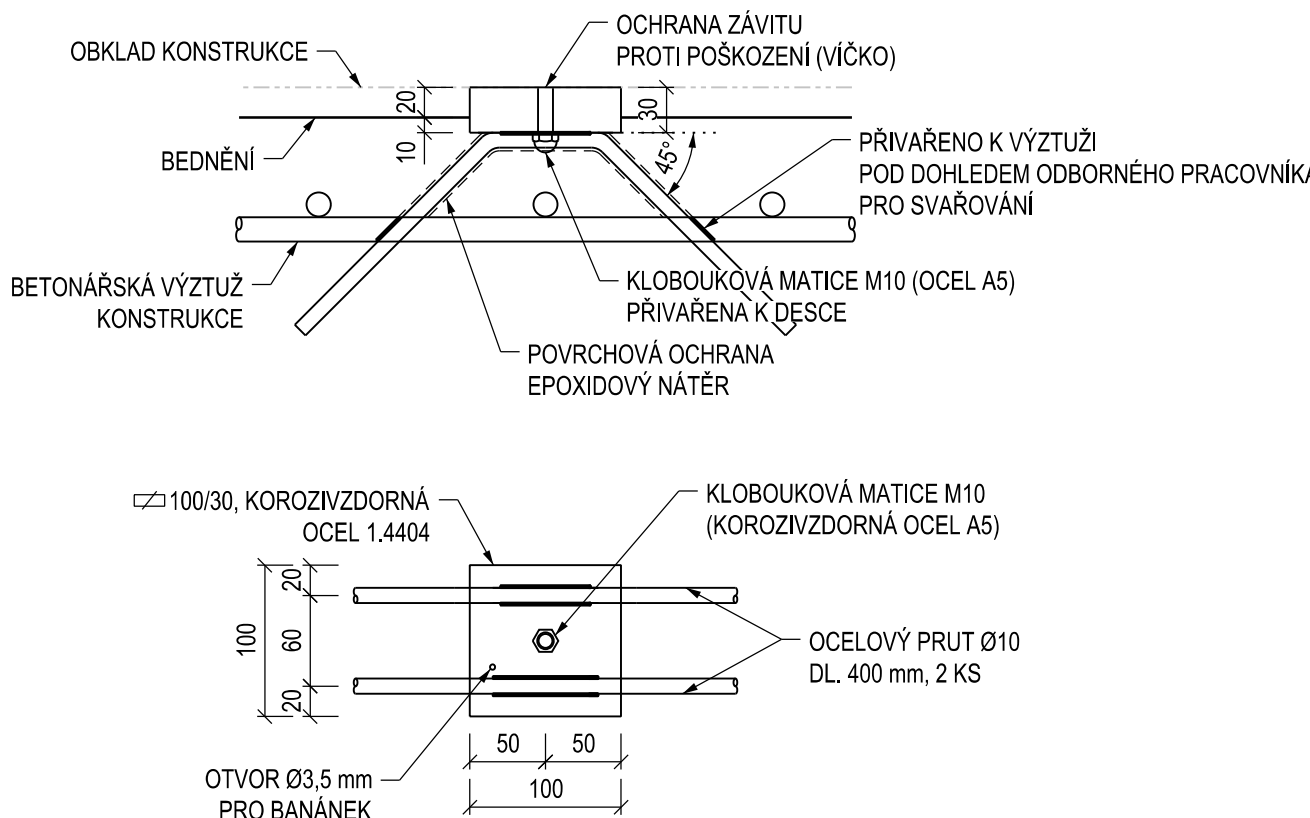 OCHRANA ZÁVITU
PROTI POŠKOZENÍ (VÍČKO)
OBKLAD KONSTRUKCE
20
30
10
45°
BEDNĚNÍ
PŘIVAŘENO K VÝZTUŽI
POD DOHLEDEM ODBORNÉHO PRACOVNÍKA
PRO SVAŘOVÁNÍ
BETONÁŘSKÁ VÝZTUŽ
KONSTRUKCE
KLOBOUKOVÁ MATICE M10 (OCEL A5)
PŘIVAŘENA K DESCE
POVRCHOVÁ OCHRANA
EPOXIDOVÝ NÁTĚR
100/30, KOROZIVZDORNÁ
OCEL 1.4404
KLOBOUKOVÁ MATICE M10
(KOROZIVZDORNÁ OCEL A5)
20
100
60
20
OCELOVÝ PRUT Ø10
DL. 400 mm, 2 KS
50
50
100
OTVOR Ø3,5 mm
PRO BANÁNEK